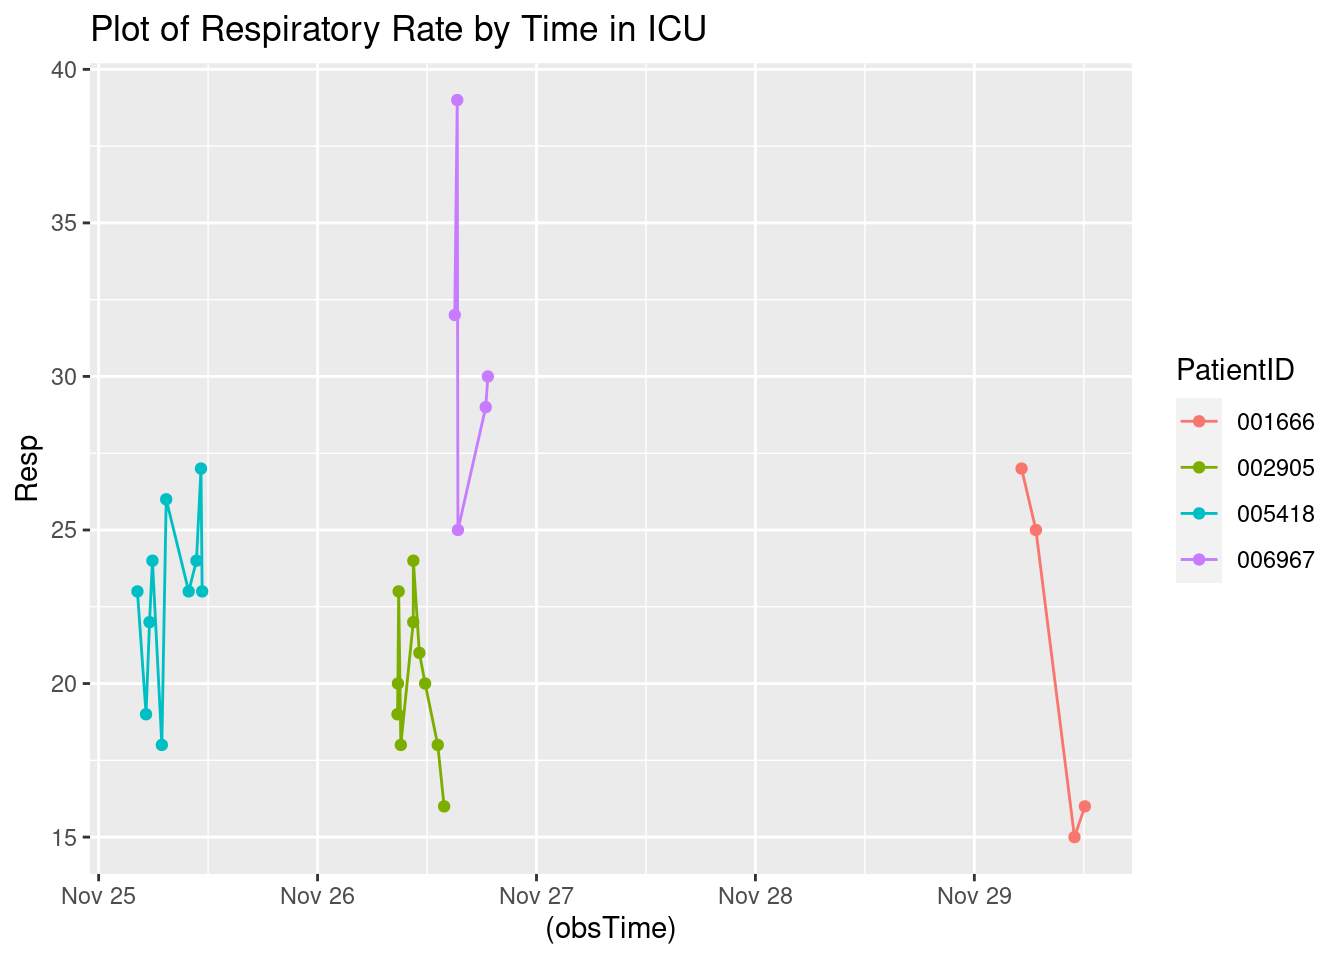 Plot of Respiratory Rate by Time in ICU
40
35
30
25
20
15
Resp
Nov 25
Nov 26
Nov 27
Nov 28
Nov 29
(obsTime)
PatientID
001666
002905
005418
006967